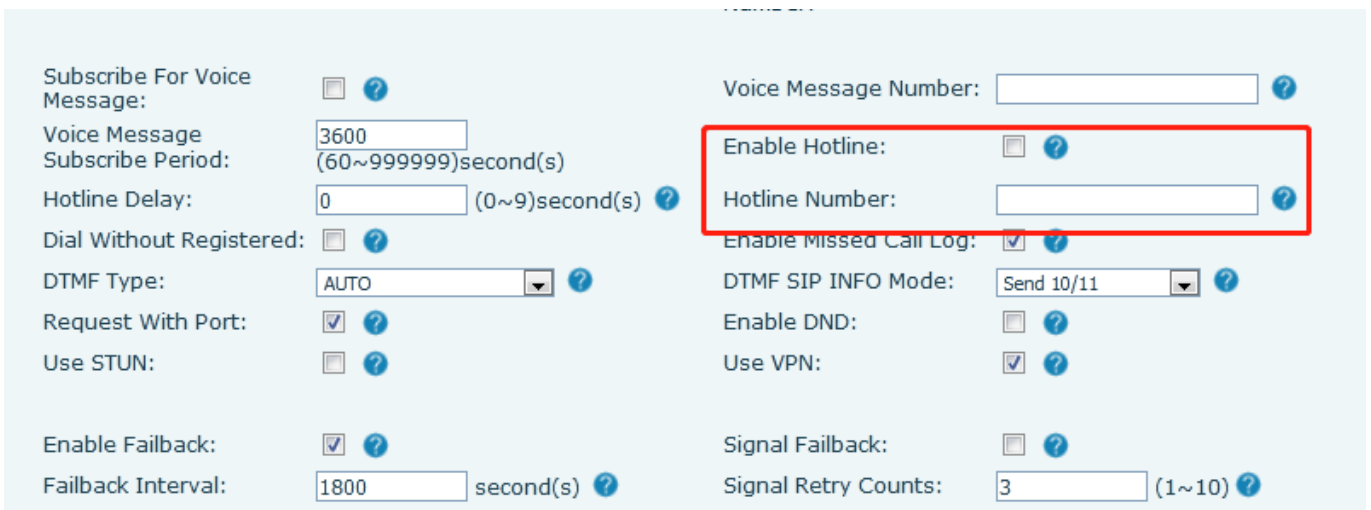 Subscribe For Voice
Message:
Voice Message Number:
Voice Message
Subscribe Period:
3600
(60~999999)second(s)
Enable Hotline:
Hotline Delay:
0
(0~9)second(s)
Hotline Number:
Dial Without Registered:
Enable Missed Call Log:
DTMF Type:
AUTO
DTMF SIP INFO Mode:
Send 10/11
Request With Port:
Enable DND:
Use STUN:
Use VPN:
Enable Failback:
Signal Failback:
Failback Interval:
1800
second(s)
Signal Retry Counts:
3
(1~10)